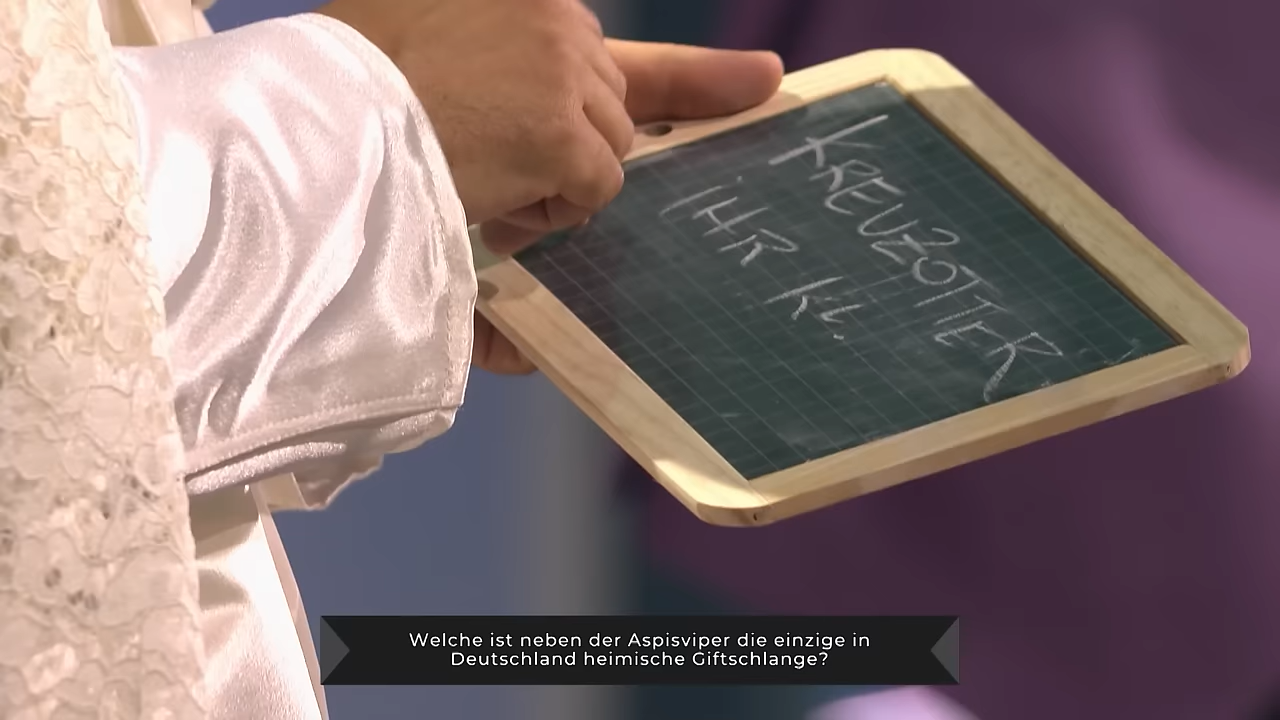 KREUZOTTER
IHR KL.
Welche ist neben der Aspisviper die einzige in
Deutschland heimische Giftschlange?